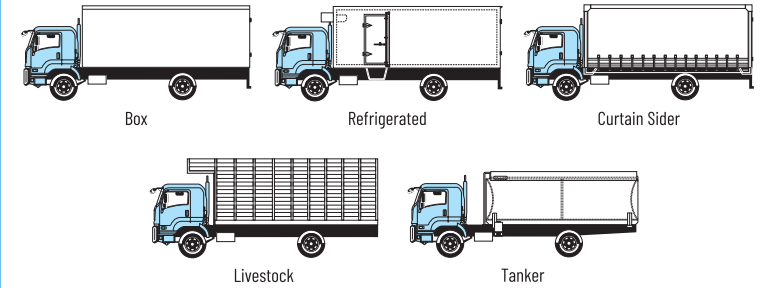 Box
Refrigerated
Curtain Sider
Livestock
Tanker